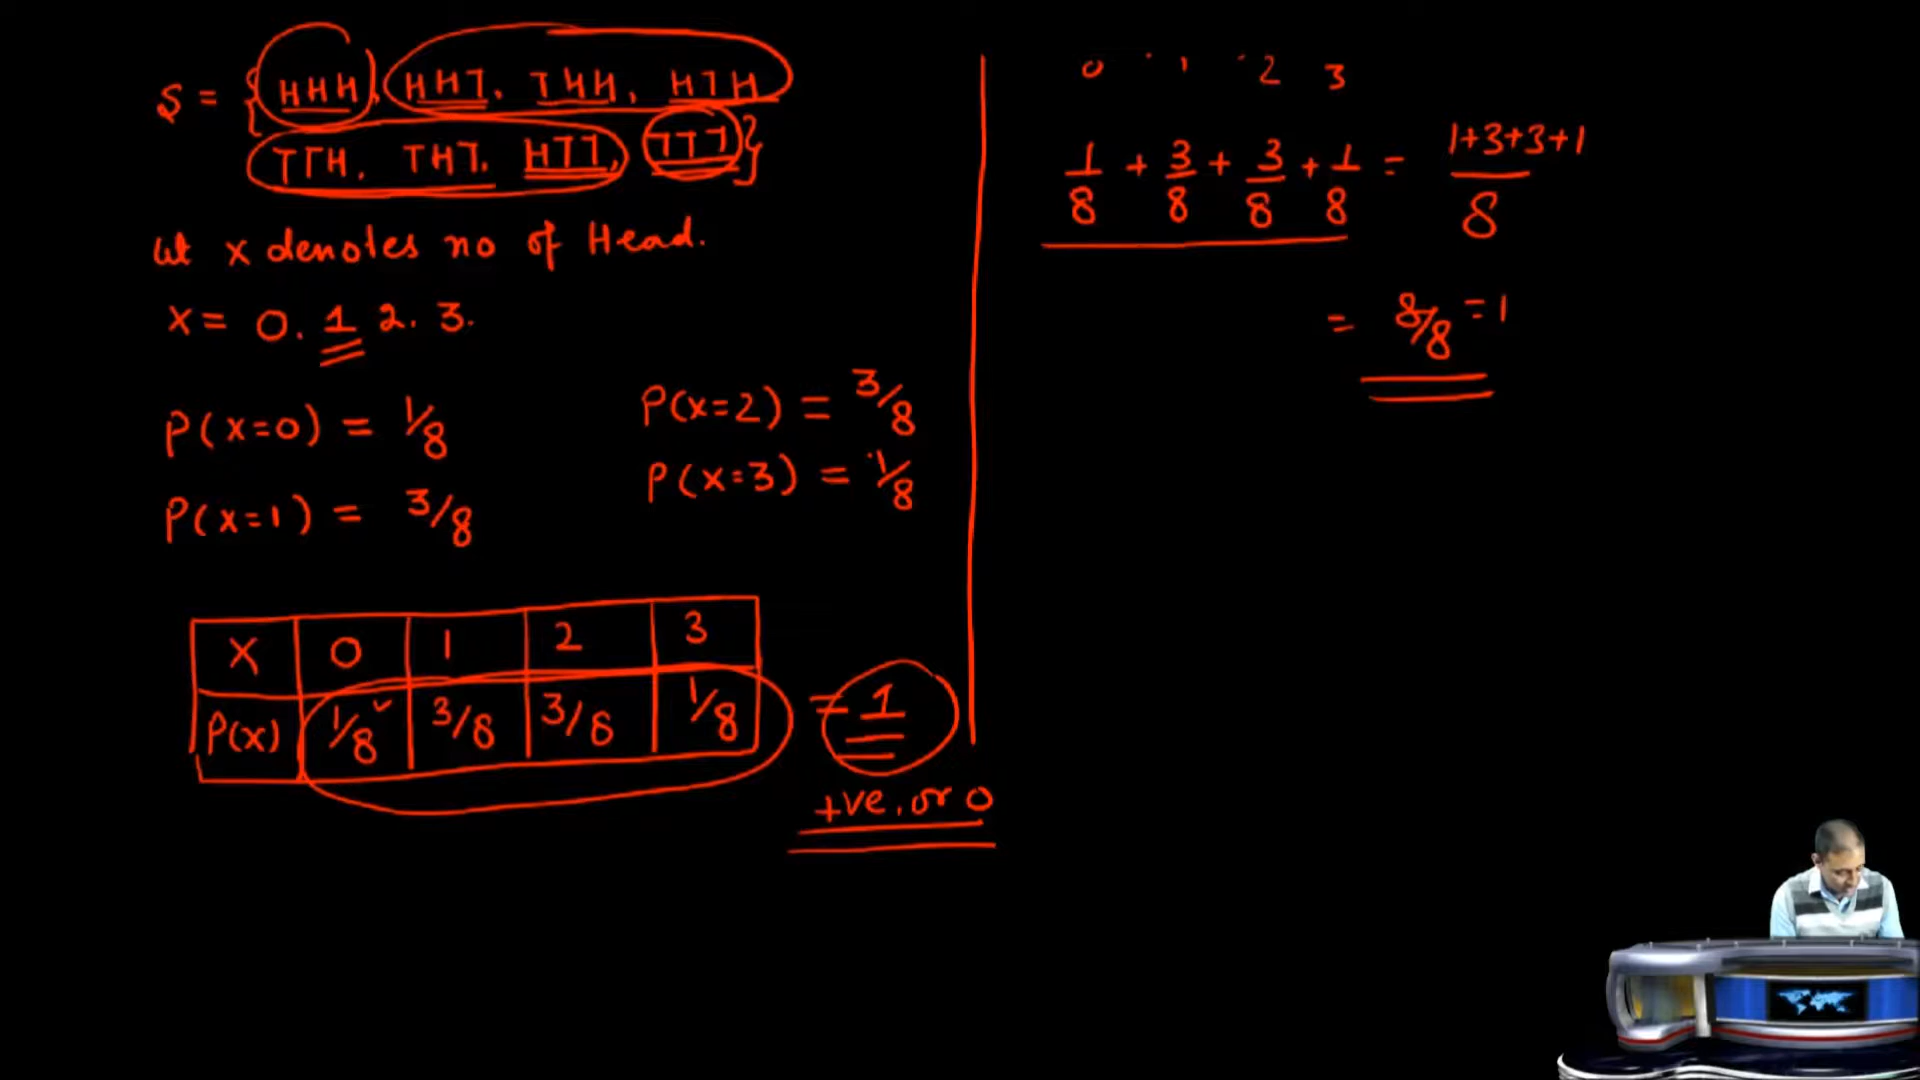 S = { HHH, HHT, THH, HTH
TTH, THT, HTT, TTT }
let x denotes no of Head.
x = 0. 1 2. 3.
P(x=0) = 1/8
P(x=1) = 3/8
P(x=2) = 3/8
P(x=3) = 1/8
X 0 1 2 3
P(x) 1/8 3/8 3/8 1/8 = 1
+ve, or 0
0 1 2 3
1/8 + 3/8 + 3/8 + 1/8 = 1+3+3+1/8
= 8/8 = 1